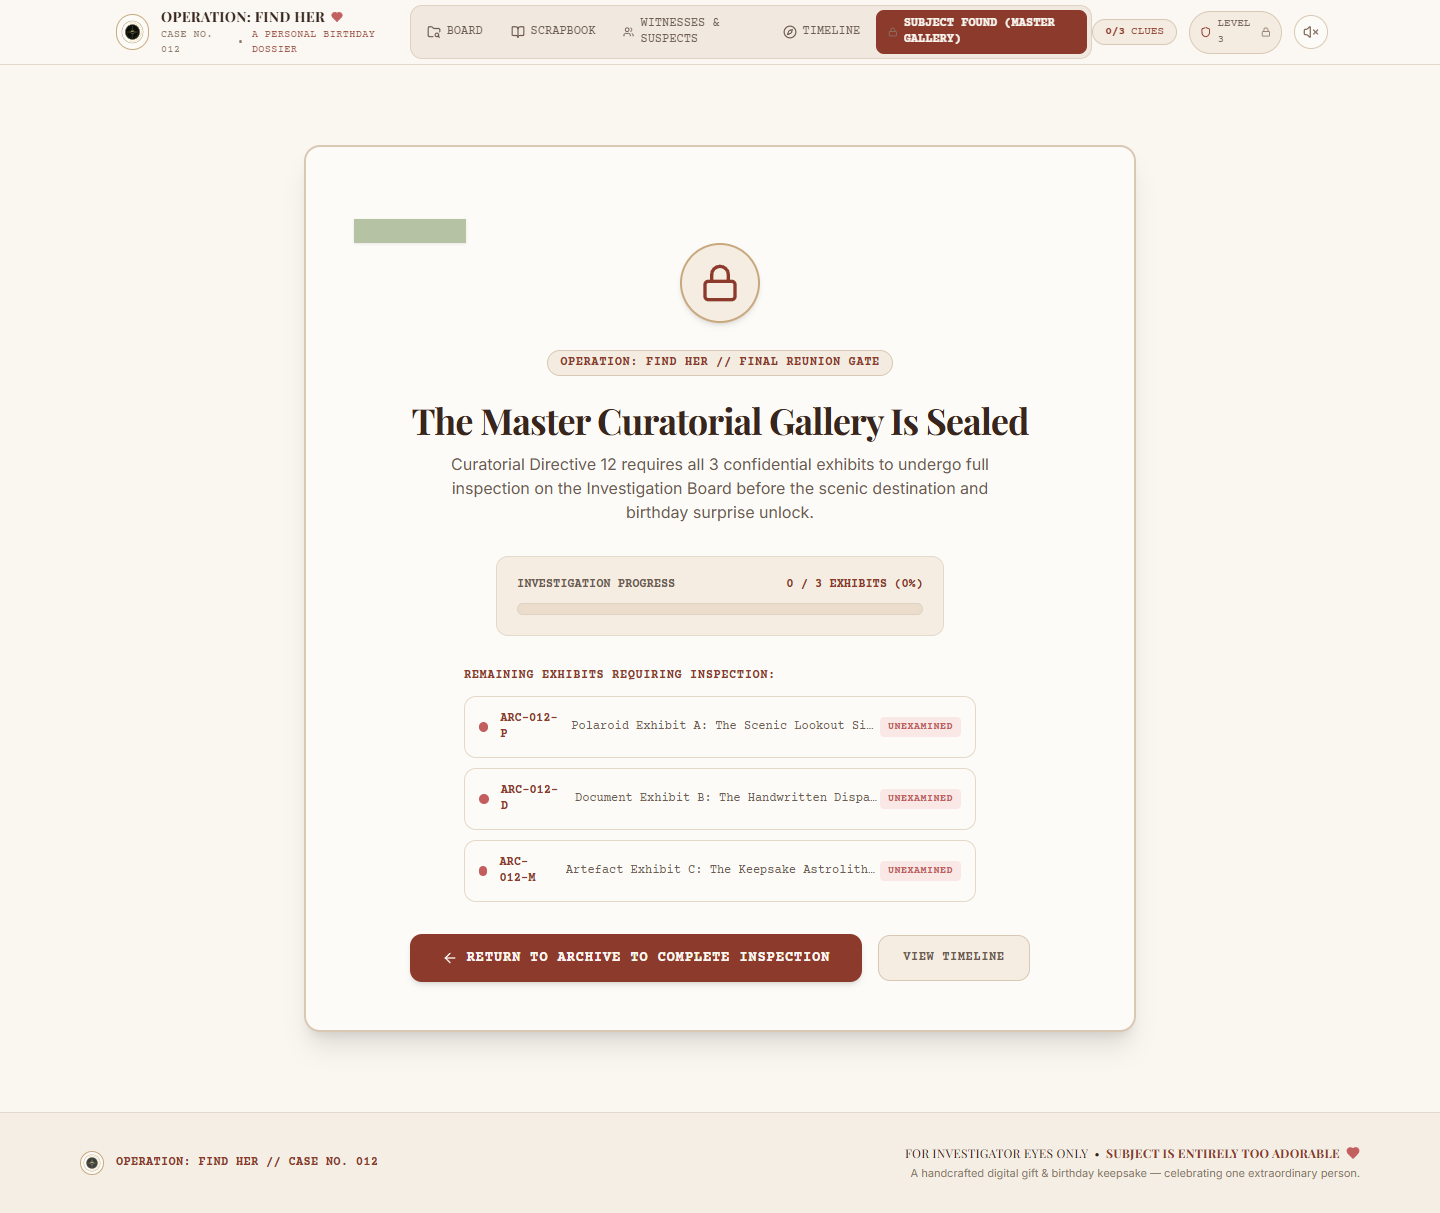 OPERATION: FIND HER
CASE NO. 012 • A PERSONAL BIRTHDAY DOSSIER
BOARD
SCRAPBOOK
WITNESSES & SUSPECTS
TIMELINE
SUBJECT FOUND (MASTER GALLERY)
0/3 CLUES
LEVEL 3
OPERATION: FIND HER // FINAL REUNION GATE
The Master Curatorial Gallery Is Sealed
Curatorial Directive 12 requires all 3 confidential exhibits to undergo full
inspection on the Investigation Board before the scenic destination and
birthday surprise unlock.
INVESTIGATION PROGRESS
0 / 3 EXHIBITS (0%)
REMAINING EXHIBITS REQUIRING INSPECTION:
ARC-012-P Polaroid Exhibit A: The Scenic Lookout Si… UNEXAMINED
ARC-012-D Document Exhibit B: The Handwritten Dispa… UNEXAMINED
ARC-012-M Artefact Exhibit C: The Keepsake Astrolith… UNEXAMINED
← RETURN TO ARCHIVE TO COMPLETE INSPECTION
VIEW TIMELINE
OPERATION: FIND HER // CASE NO. 012
FOR INVESTIGATOR EYES ONLY • SUBJECT IS ENTIRELY TOO ADORABLE
A handcrafted digital gift & birthday keepsake — celebrating one extraordinary person.